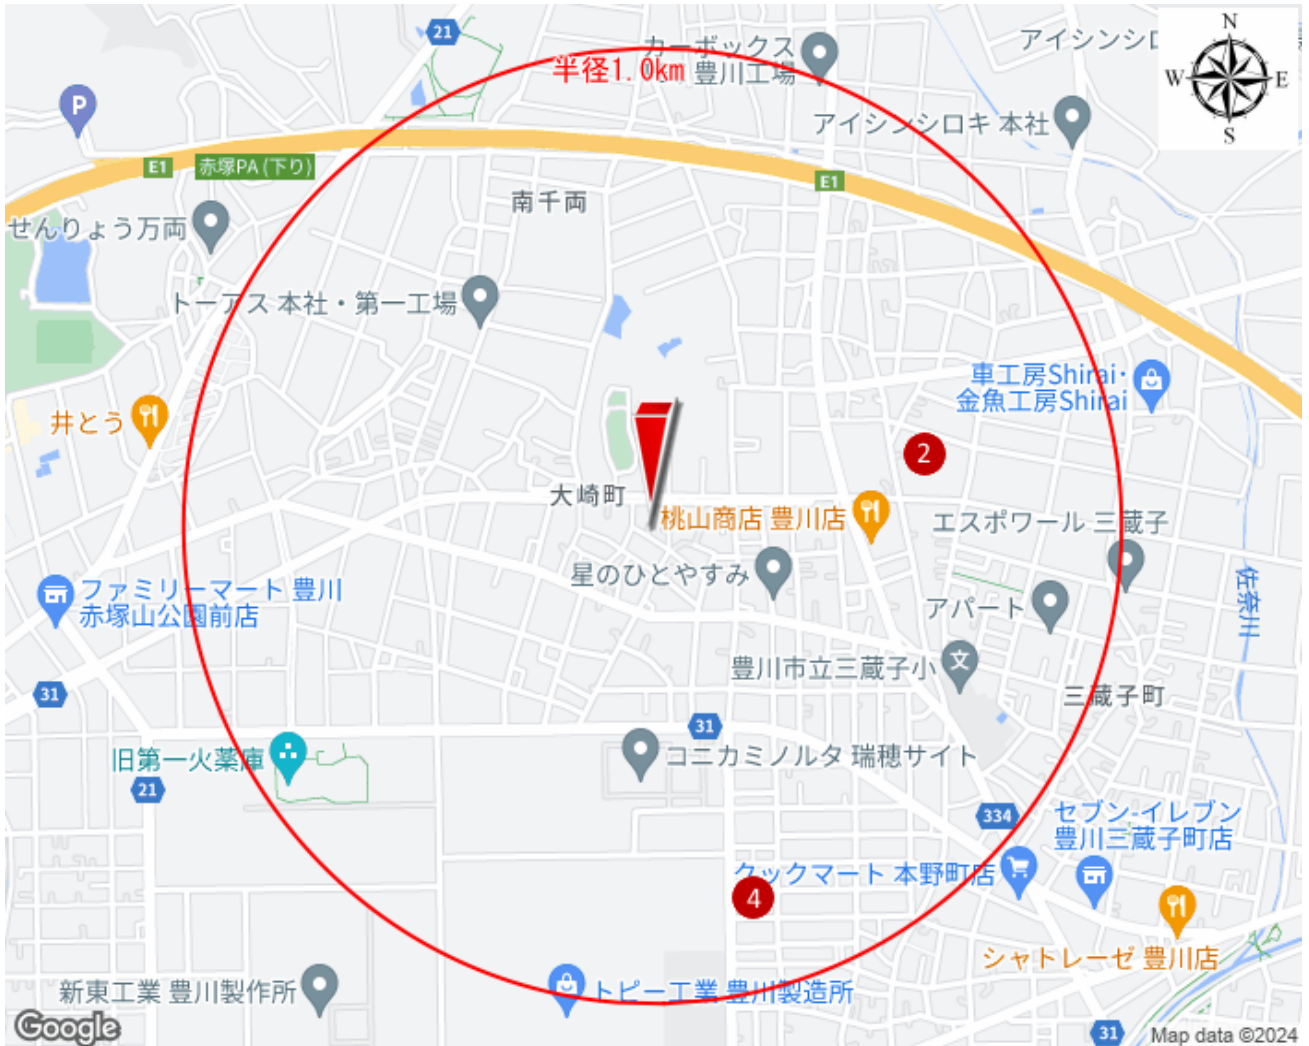 21
カーボックス
豊川工場
半径1.0km
アイシンシロ
N
W
E
S
P
アイシンシロキ 本社
E1
赤塚PA (下り)
E1
南千両
せんりょう万両
トーアス 本社・第一工場
車工房Shirai・
金魚工房Shirai
井とう
2
大崎町
桃山商店 豊川店
エスポワール 三蔵子
星のひとやすみ
ファミリーマート 豊川
赤塚山公園前店
アパート
佐奈川
豊川市立三蔵子小
文
31
三蔵子町
31
旧第一火薬庫
コニカミノルタ 瑞穂サイト
21
334
セブン-イレブン
豊川三蔵子町店
クックマート 本野町店
4
シャトレーゼ 豊川店
新東工業 豊川製作所
トピー工業 豊川製造所
Google
31
Map data ©2024